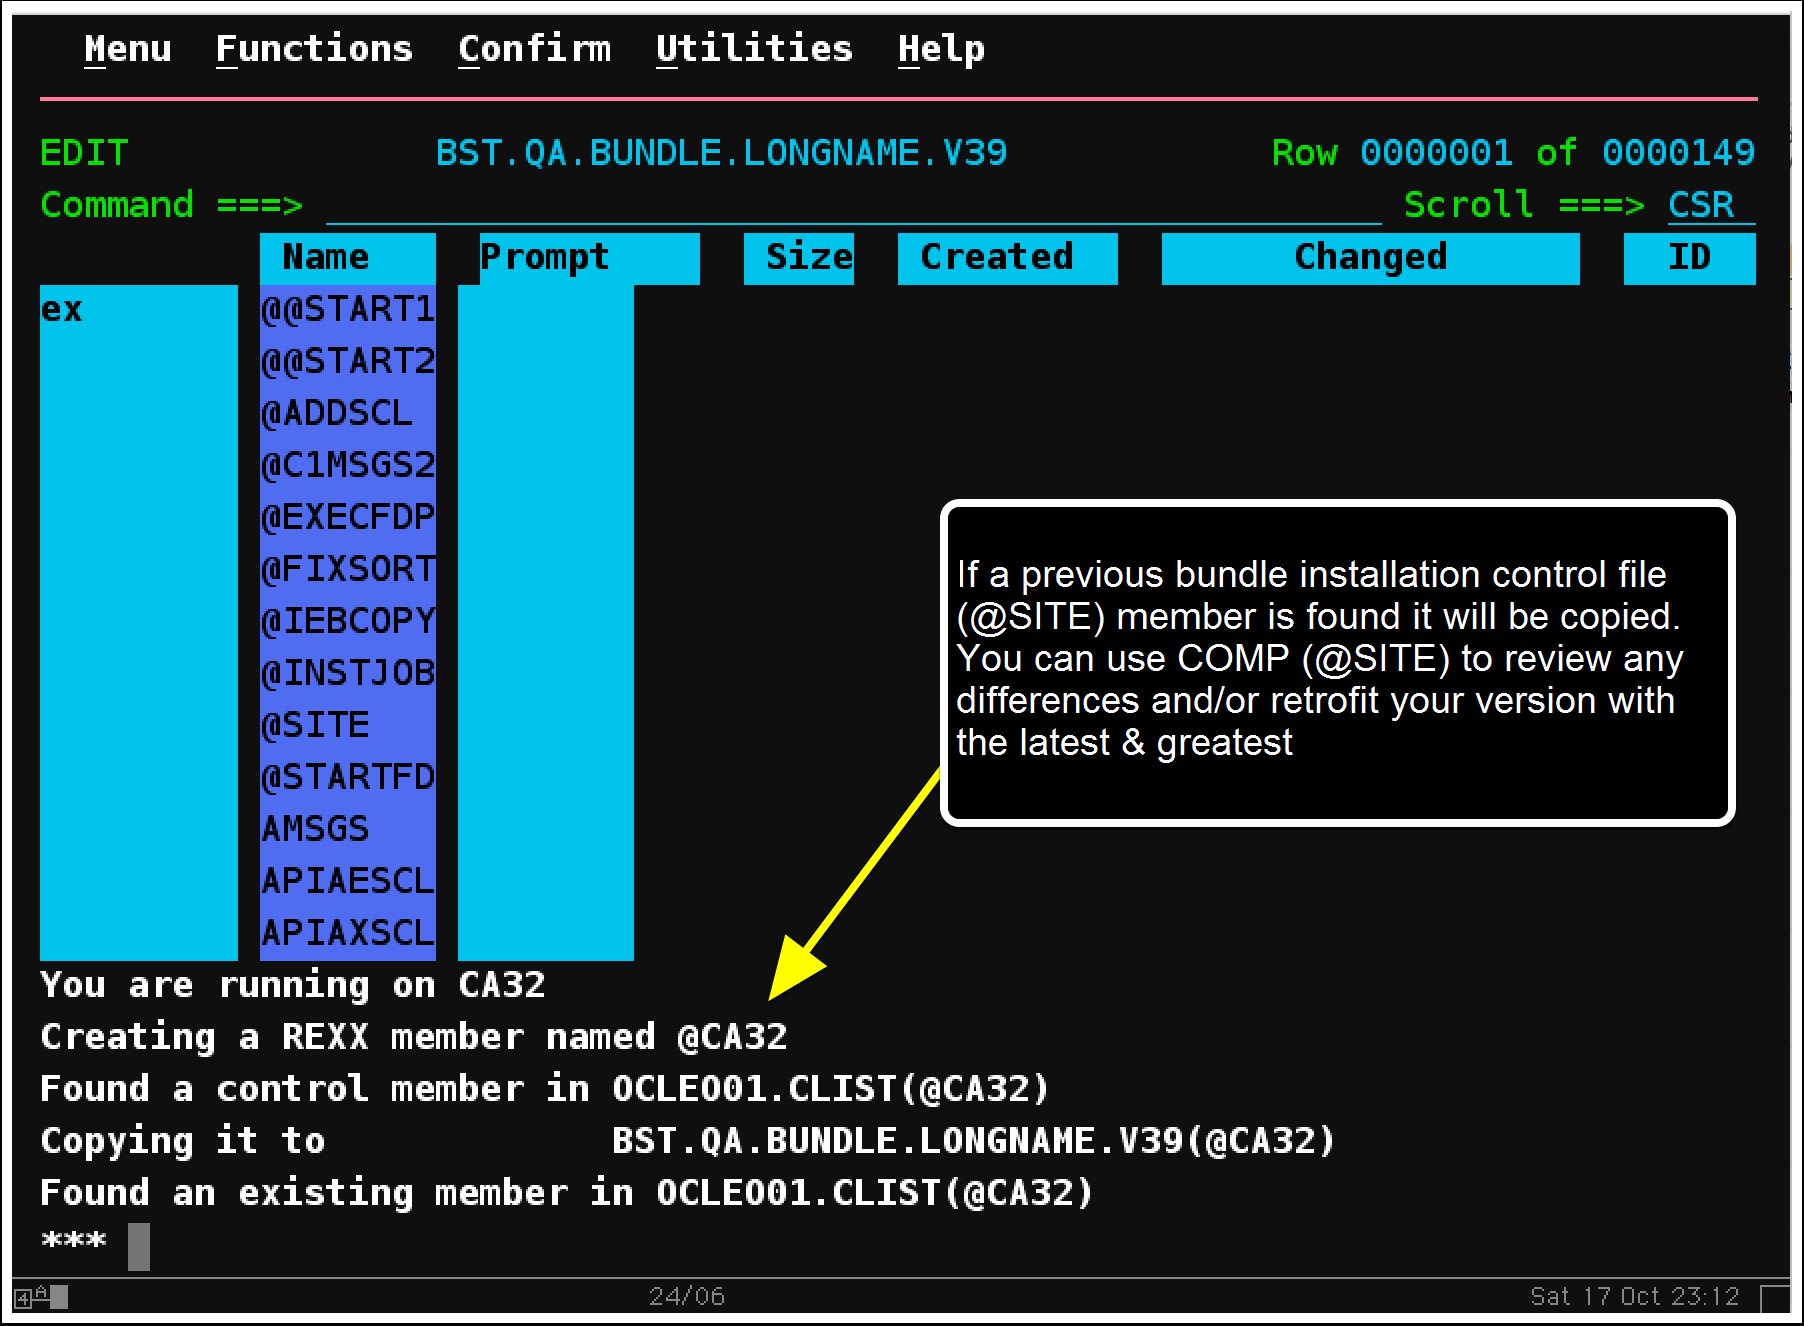 Menu Functions Confirm Utilities Help
EDIT BST.QA.BUNDLE.LONGNAME.V39 Row 0000001 of 0000149
Command ===> Scroll ===> CSR
Name Prompt Size Created Changed ID
ex @@START1
@@START2
@ADDSCL
@C1MSGS2
@EXECFDP
@FIXSORT
@IEBCOPY
@INSTJOB
@SITE
@STARTFD
AMSGS
APIAESCL
APIAXSCL
If a previous bundle installation control file
(@SITE) member is found it will be copied.
You can use COMP (@SITE) to review any
differences and/or retrofit your version with
the latest & greatest
You are running on CA32
Creating a REXX member named @CA32
Found a control member in OCLEO01.CLIST(@CA32)
Copying it to BST.QA.BUNDLE.LONGNAME.V39(@CA32)
Found an existing member in OCLEO01.CLIST(@CA32)
***
4 A 24/06 Sat 17 Oct 23:12